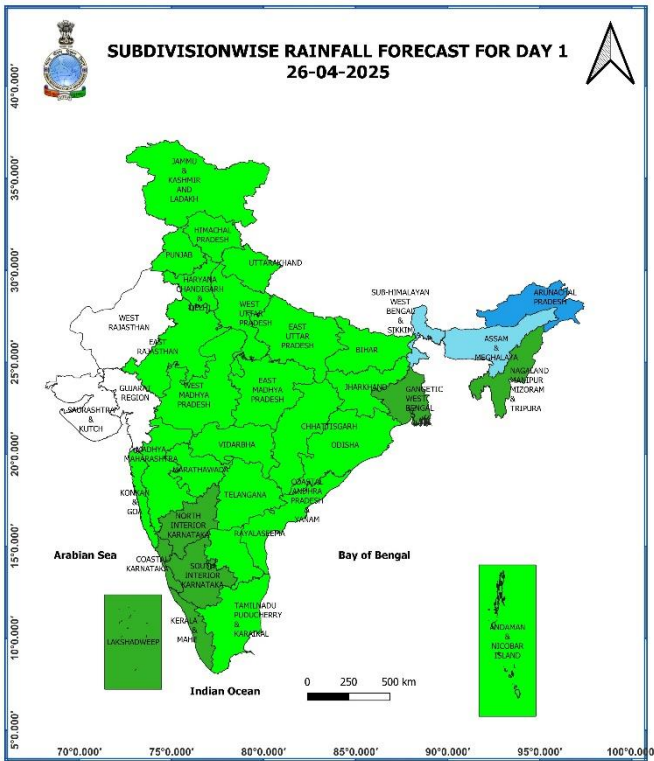 SUBDIVISIONWISE RAINFALL FORECAST FOR DAY 1
26-04-2025
40°0.000'
35°0.000'
30°0.000'
25°0.000'
20°0.000'
15°0.000'
10°0.000'
5°0.000'
JAMMU
&
KASHMIR
AND
LADAKH
HIMACHAL
PRADESH
PUNJAB
UTTARAKHAND
HARYANA
CHANDIGARH
&
DELHI
WEST
UTTAR
PRADESH
SUB-HIMALAYAN
WEST
BENGAL
&
SIKKIM
ARUNACHAL
PRADESH
WEST
RAJASTHAN
EAST
RAJASTHAN
EAST
UTTAR
PRADESH
BIHAR
ASSAM
&
MEGHALAYA
NAGALAND
MANIPUR
MIZORAM
&
TRIPURA
GUJARAT
REGION
SAURASHTRA
&
KUTCH
WEST
MADHYA
PRADESH
EAST
MADHYA
PRADESH
JHARKHAND
GANGETIC
WEST
BENGAL
CHHATTISGARH
ODISHA
VIDARBHA
MADHYA
MAHARASHTRA
MARATHAWADA
KONKAN
&
GOA
TELANGANA
COASTAL
ANDHRA
PRADESH
&
YANAM
NORTH
INTERIOR
KARNATAKA
RAYALASEEMA
Arabian Sea
Bay of Bengal
COASTAL
KARNATAKA
SOUTH
INTERIOR
KARNATAKA
TAMILNADU
PUDUCHERRY
&
KARAIKAL
KERALA
&
MAHE
LAKSHADWEEP
ANDAMAN
&
NICOBAR
ISLAND
Indian Ocean
0 250 500 km
70°0.000' 75°0.000' 80°0.000' 85°0.000' 90°0.000' 95°0.000' 100°0.000'